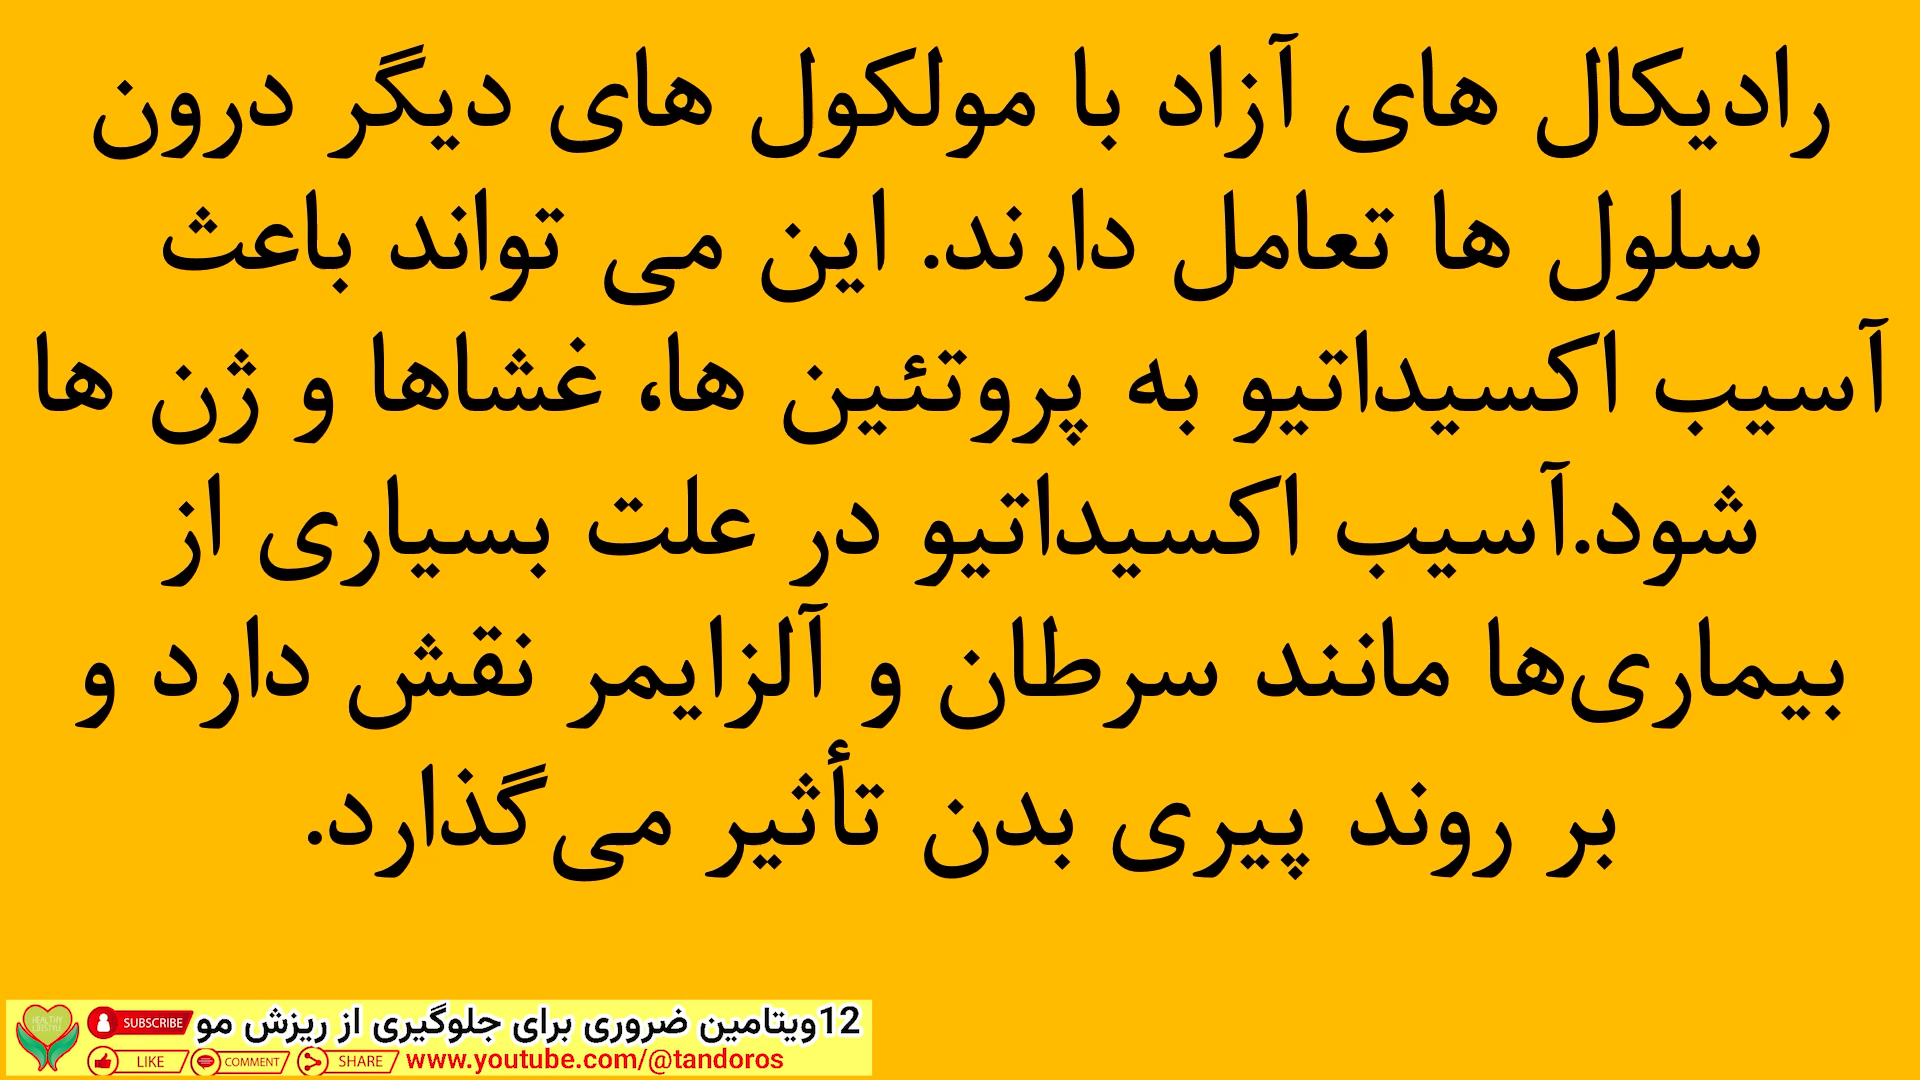 رادیکال های آزاد با مولکول های دیگر درون
سلول ها تعامل دارند. این می تواند باعث
آسیب اکسیداتیو به پروتئین ها، غشاها و ژن ها
شود.آسیب اکسیداتیو در علت بسیاری از
بیماری‌ها مانند سرطان و آلزایمر نقش دارد و
بر روند پیری بدن تأثیر می‌گذارد.
12ویتامین ضروری برای جلوگیری از ریزش مو
SUBSCRIBE
HEALTHY
LIFESTYLE
LIKE COMMENT SHARE www.youtube.com/@tandoros